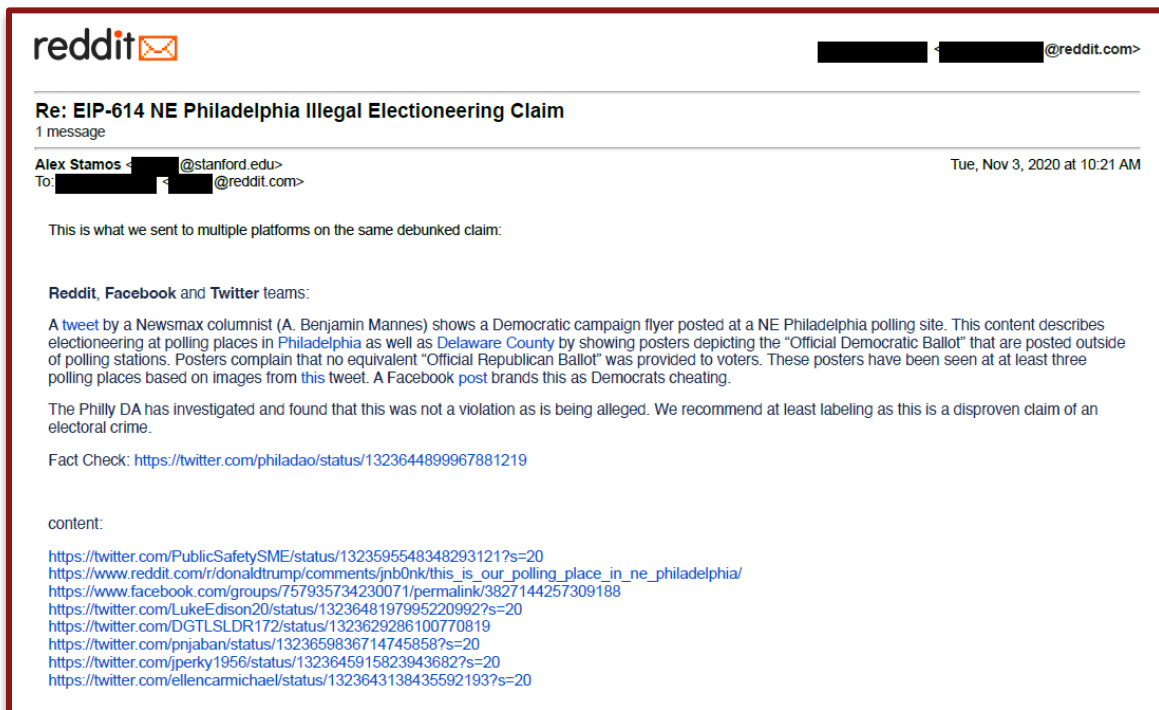 reddit
< @reddit.com>
Re: EIP-614 NE Philadelphia Illegal Electioneering Claim
1 message
Alex Stamos < @stanford.edu>
Tue, Nov 3, 2020 at 10:21 AM
To: < @reddit.com>
This is what we sent to multiple platforms on the same debunked claim:
Reddit, Facebook and Twitter teams:
A tweet by a Newsmax columnist (A. Benjamin Mannes) shows a Democratic campaign flyer posted at a NE Philadelphia polling site. This content describes
electioneering at polling places in Philadelphia as well as Delaware County by showing posters depicting the “Official Democratic Ballot” that are posted outside
of polling stations. Posters complain that no equivalent “Official Republican Ballot” was provided to voters. These posters have been seen at at least three
polling places based on images from this tweet. A Facebook post brands this as Democrats cheating.
The Philly DA has investigated and found that this was not a violation as is being alleged. We recommend at least labeling as this is a disproven claim of an
electoral crime.
Fact Check: https://twitter.com/philadao/status/1323644899967881219
content:
https://twitter.com/PublicSafetySME/status/1323595548348293121?s=20
https://www.reddit.com/r/donaldtrump/comments/jnb0nk/this_is_our_polling_place_in_ne_philadelphia/
https://www.facebook.com/groups/757935734230071/permalink/3827144257309188
https://twitter.com/LukeEdison20/status/1323648197995220992?s=20
https://twitter.com/DGTLSLDR172/status/1323629286100770819
https://twitter.com/pnjaban/status/1323659836714745858?s=20
https://twitter.com/jperky1956/status/1323645915823943682?s=20
https://twitter.com/ellencarmichael/status/1323643138435592193?s=20